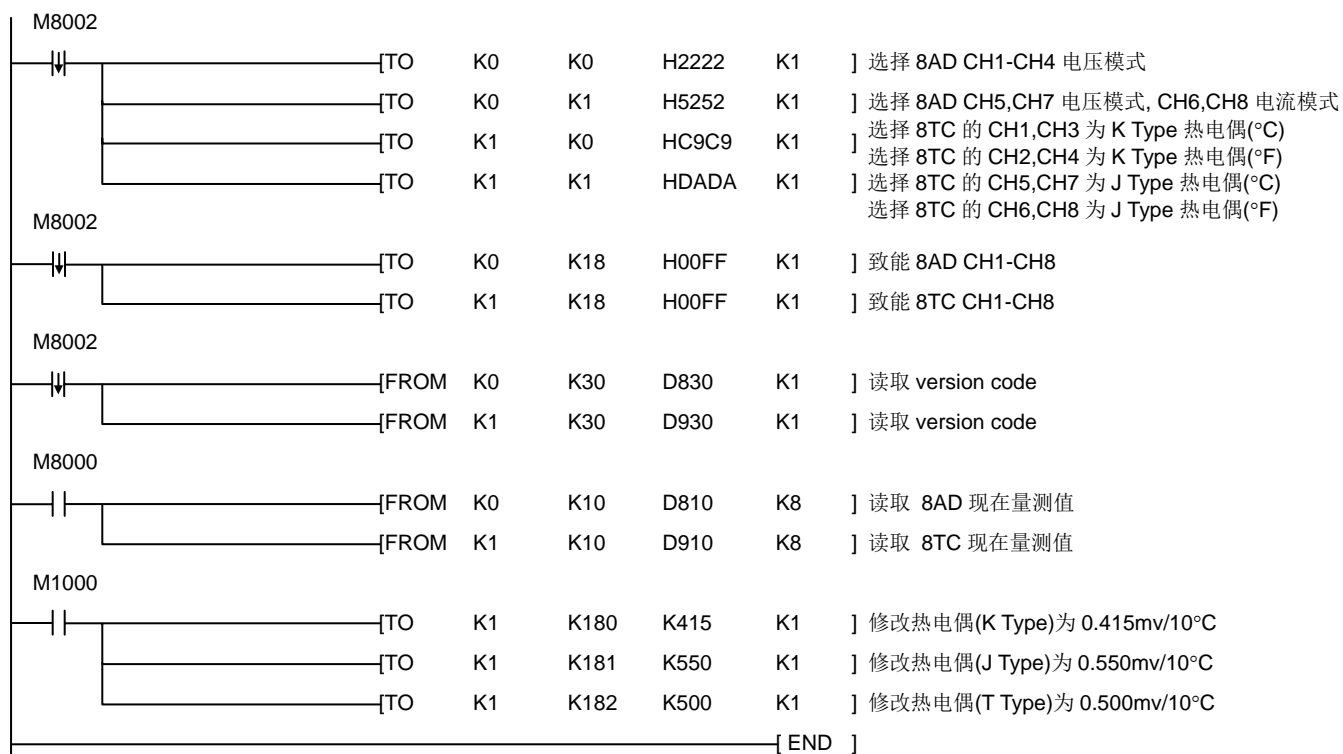 M8002
[TO K0 K0 H2222 K1 ] 选择 8AD CH1-CH4 电压模式
[TO K0 K1 H5252 K1 ] 选择 8AD CH5,CH7 电压模式, CH6,CH8 电流模式
[TO K1 K0 HC9C9 K1 ] 选择 8TC 的 CH1,CH3 为 K Type 热电偶(°C)
选择 8TC 的 CH2,CH4 为 K Type 热电偶(°F)
[TO K1 K1 HDADA K1 ] 选择 8TC 的 CH5,CH7 为 J Type 热电偶(°C)
选择 8TC 的 CH6,CH8 为 J Type 热电偶(°F)
M8002
[TO K0 K18 H00FF K1 ] 致能 8AD CH1-CH8
[TO K1 K18 H00FF K1 ] 致能 8TC CH1-CH8
M8002
[FROM K0 K30 D830 K1 ] 读取 version code
[FROM K1 K30 D930 K1 ] 读取 version code
M8000
[FROM K0 K10 D810 K8 ] 读取 8AD 现在量测值
[FROM K1 K10 D910 K8 ] 读取 8TC 现在量测值
M1000
[TO K1 K180 K415 K1 ] 修改热电偶(K Type)为 0.415mv/10°C
[TO K1 K181 K550 K1 ] 修改热电偶(J Type)为 0.550mv/10°C
[TO K1 K182 K500 K1 ] 修改热电偶(T Type)为 0.500mv/10°C
[ END ]